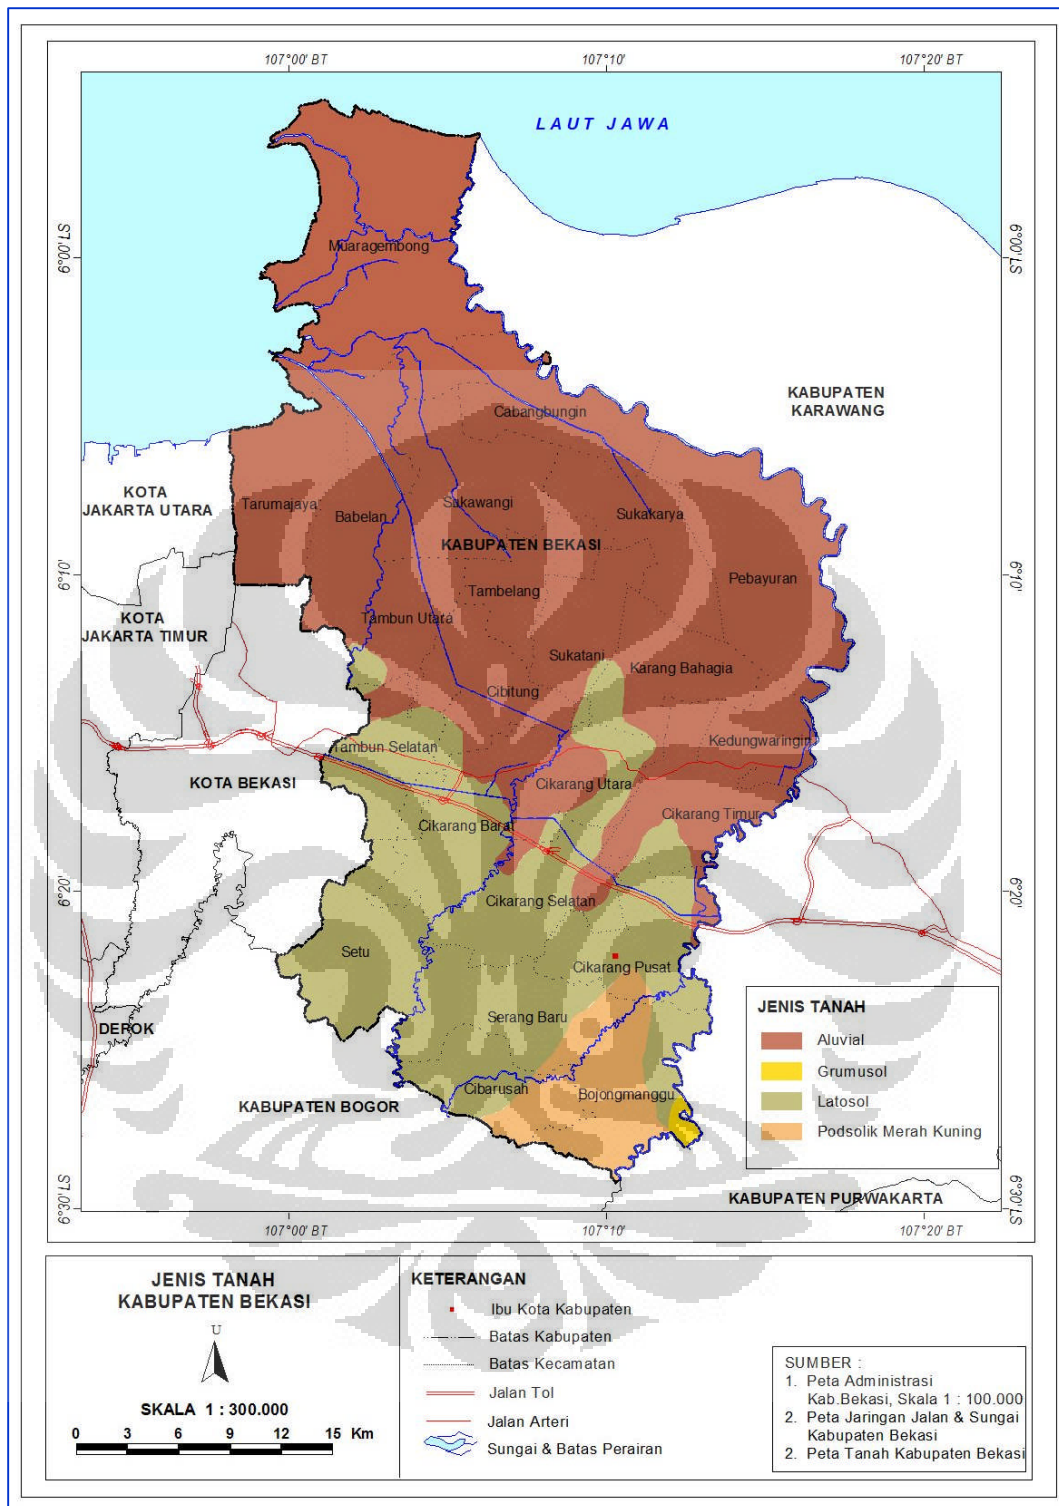 107°00' BT
107°10'
107°20' BT
LAUT JAWA
6°00' LS
6°00' LS
Muaragembong
KABUPATEN
KARAWANG
Cabangbungin
KOTA
JAKARTA UTARA
Tarumajaya
Babelan
Sukawangi
Sukakarya
KABUPATEN BEKASI
6°10'
6°10'
Pebayuran
Tambelang
KOTA
JAKARTA TIMUR
Tambun Utara
Sukatani
Karang Bahagia
Cibitung
Tambun Selatan
Kedungwaringin
KOTA BEKASI
Cikarang Utara
Cikarang Timur
Cikarang Barat
6°20'
6°20'
Cikarang Selatan
Setu
Cikarang Pusat
DEROK
Serang Baru
Cibarusah
Bojongmanggu
KABUPATEN BOGOR
JENIS TANAH
Aluvial
Grumusol
Latosol
Podsolik Merah Kuning
KABUPATEN PURWAKARTA
6°30' LS
6°30' LS
107°00' BT
107°10'
107°20' BT
JENIS TANAH
KABUPATEN BEKASI
U
SKALA 1 : 300.000
0 3 6 9 12 15 Km
KETERANGAN
Ibu Kota Kabupaten
Batas Kabupaten
Batas Kecamatan
Jalan Tol
Jalan Arteri
Sungai & Batas Perairan
SUMBER :
1. Peta Administrasi
Kab.Bekasi, Skala 1 : 100.000
2. Peta Jaringan Jalan & Sungai
Kabupaten Bekasi
2. Peta Tanah Kabupaten Bekasi